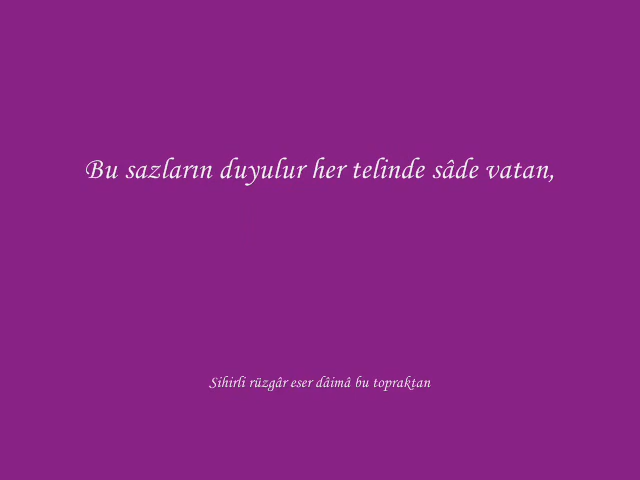 Bu sazların duyulur her telinde sâde vatan,
Sihirli rüzgâr eser dâimâ bu topraktan